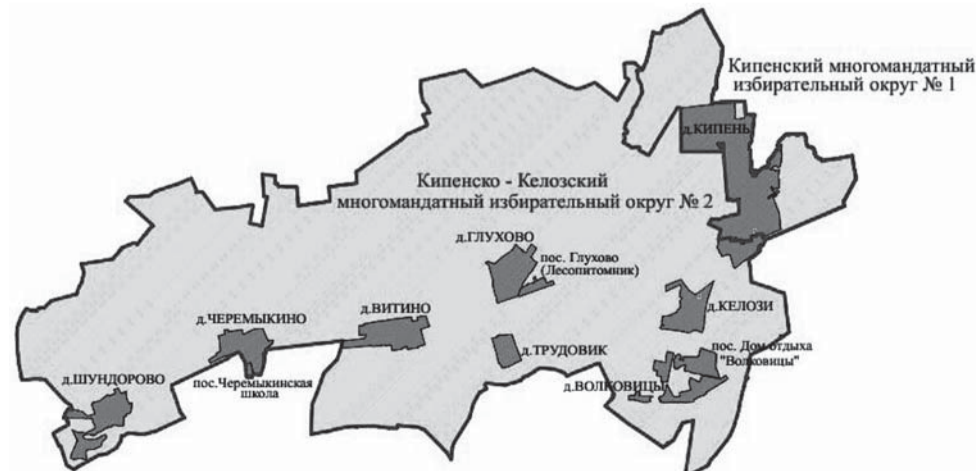 Кипенский многомандатный
избирательный округ № 1
д.КИПЕНЬ
Кипенско - Келозский
многомандатный избирательный округ № 2
д.ГЛУХОВО
пос. Глухово
(Лесопитомник)
д.ВИТИНО
д.КЕЛОЗИ
д.ЧЕРЕМЫКИНО
д.ТРУДОВИК
пос. Дом отдыха
"Волковицы"
д.ШУНДОРОВО
пос.Черемыкинская
школа
д.ВОЛКОВИЦЫ